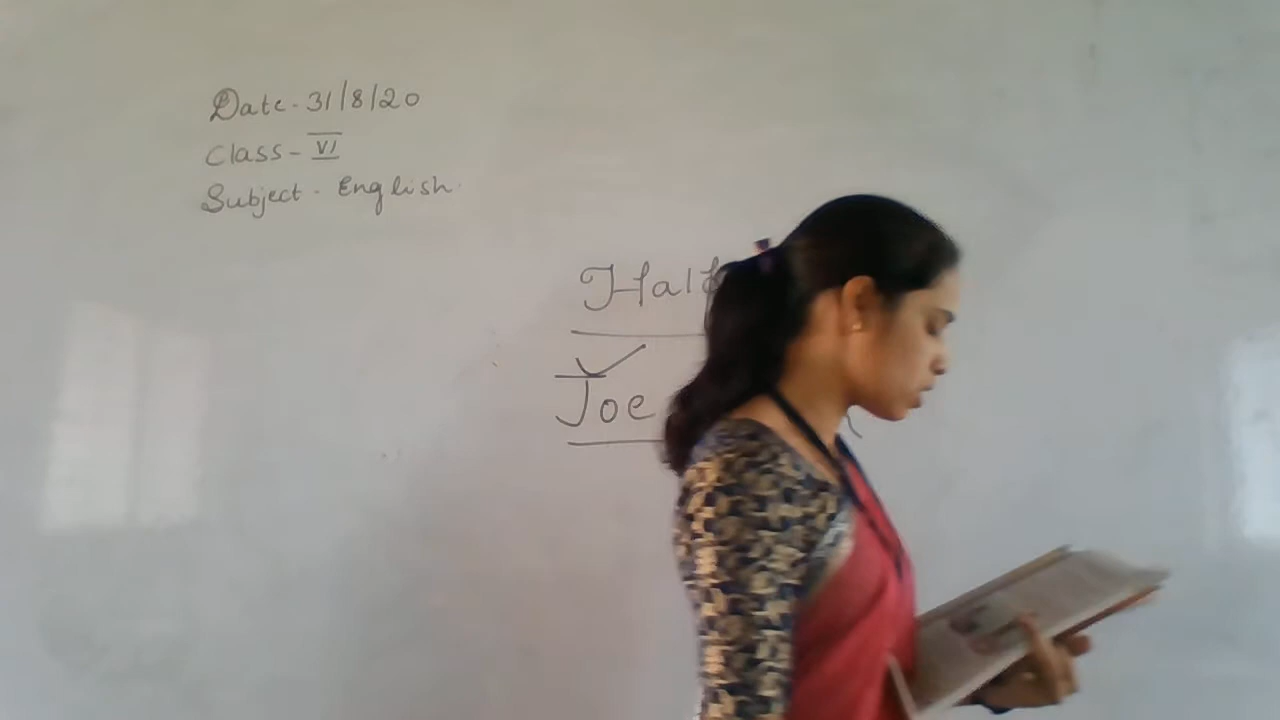 Date - 31/8/20
Class - VI
Subject - English
Half
Joe